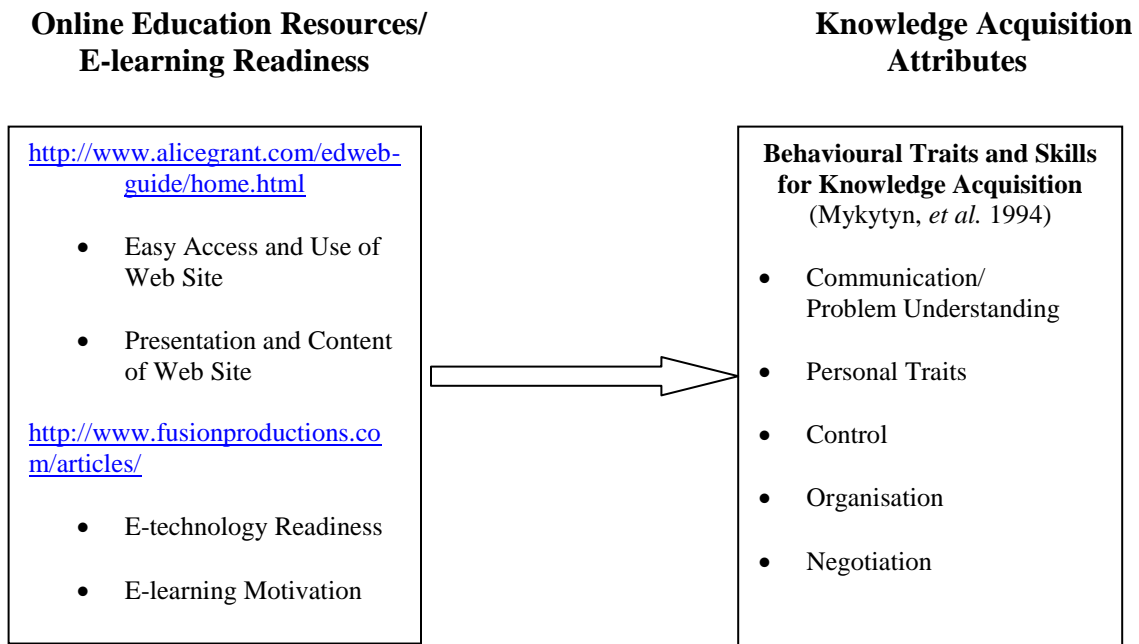 Online Education Resources/
E-learning Readiness
http://www.alicegrant.com/edweb-
guide/home.html
• Easy Access and Use of
Web Site
• Presentation and Content
of Web Site
http://www.fusionproductions.co
m/articles/
• E-technology Readiness
• E-learning Motivation
Knowledge Acquisition
Attributes
Behavioural Traits and Skills
for Knowledge Acquisition
(Mykytyn, et al. 1994)
• Communication/
Problem Understanding
• Personal Traits
• Control
• Organisation
• Negotiation